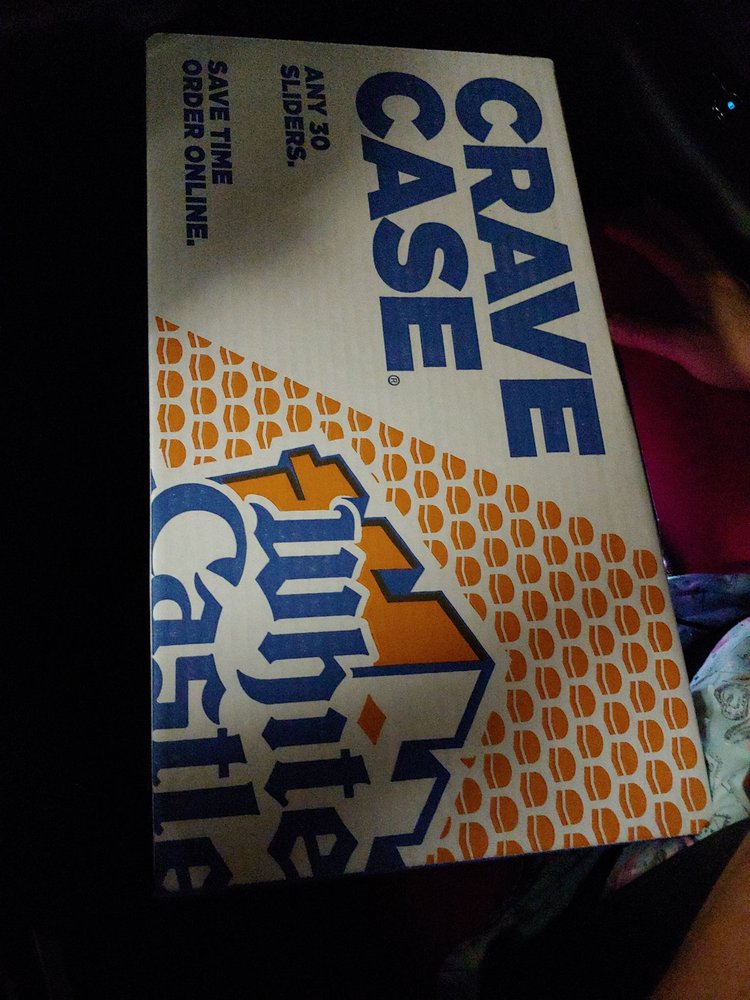 CRAVE
CASE®
ANY 30
SLIDERS.
SAVE TIME
ORDER ONLINE.
White
Castle